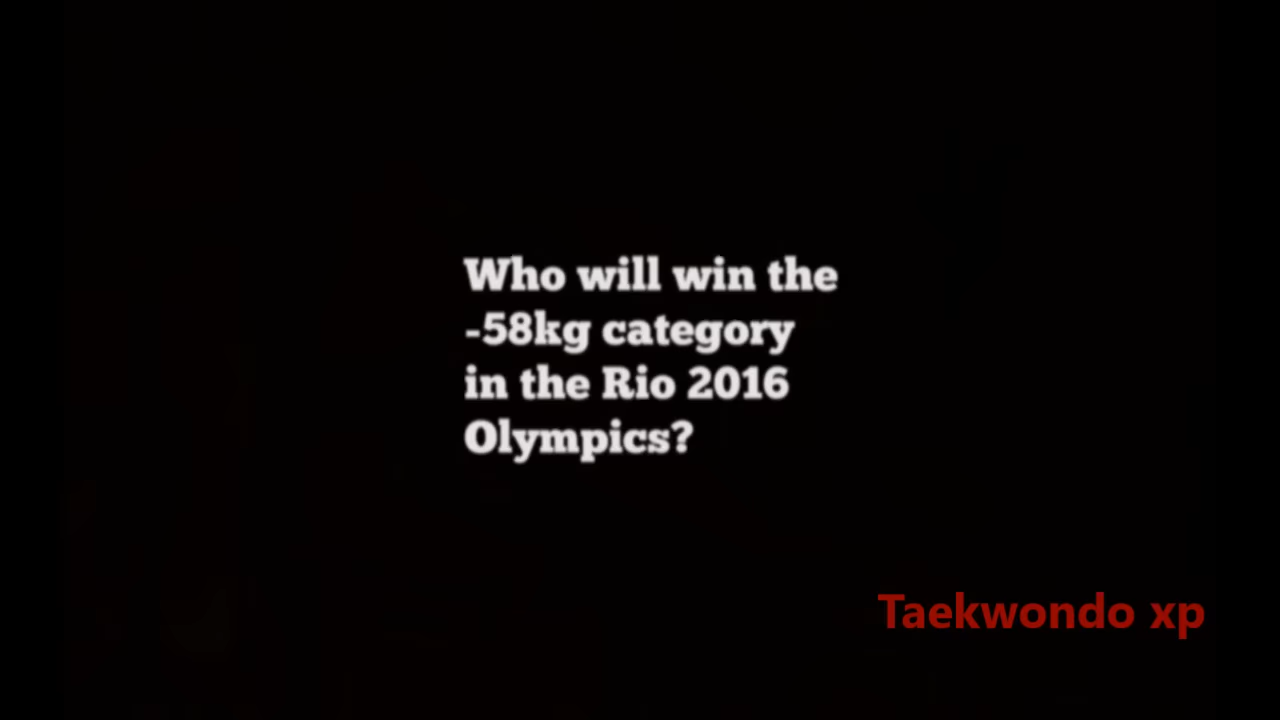 Who will win the
-58kg category
in the Rio 2016
Olympics?
Taekwondo xp